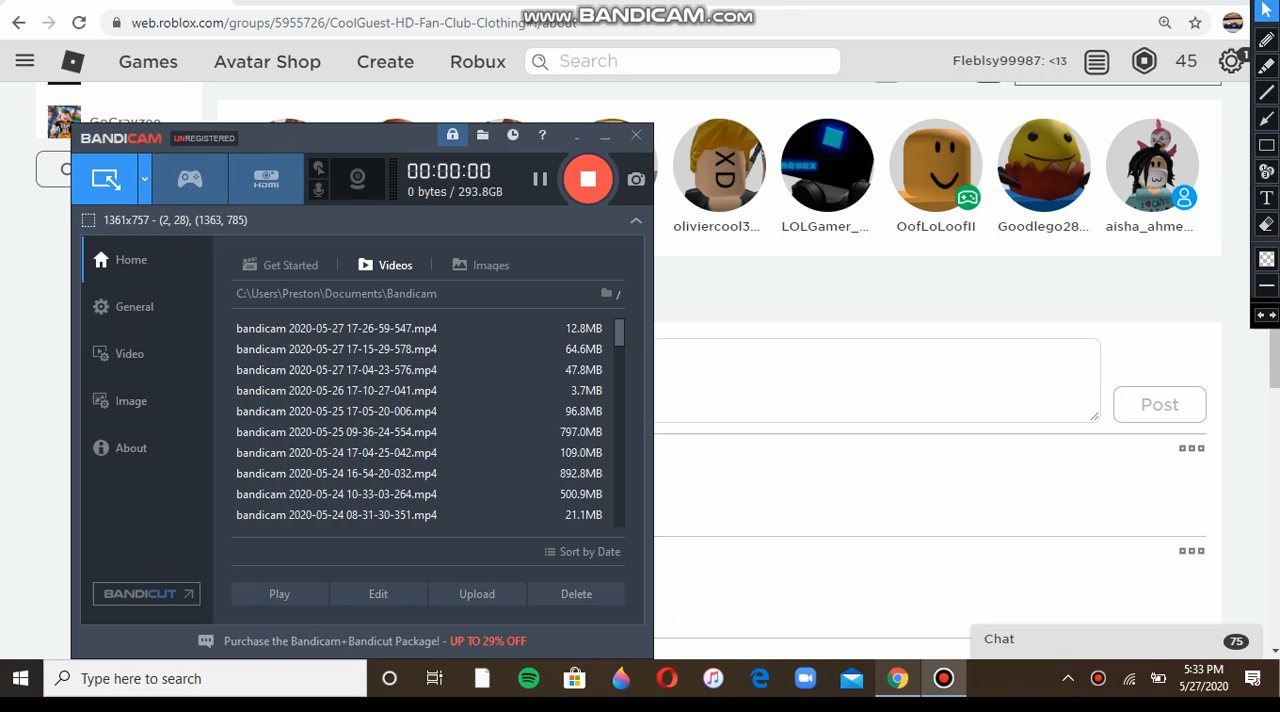 www.BANDICAM.com
web.roblox.com/groups/5955726/CoolGuest-HD-Fan-Club-Clothing#!/about
Games
Avatar Shop
Create
Robux
Search
Fleblsy99987: <13
45
1
GoCrayzee
BANDICAM UNREGISTERED
HDMI
00:00:00
0 bytes / 293.8GB
1361x757 - (2, 28), (1363, 785)
Home
General
Video
Image
About
BANDICUT
Get Started
Videos
Images
C:\Users\Preston\Documents\Bandicam
/
bandicam 2020-05-27 17-26-59-547.mp4 12.8MB
bandicam 2020-05-27 17-15-29-578.mp4 64.6MB
bandicam 2020-05-27 17-04-23-576.mp4 47.8MB
bandicam 2020-05-26 17-10-27-041.mp4 3.7MB
bandicam 2020-05-25 17-05-20-006.mp4 96.8MB
bandicam 2020-05-25 09-36-24-554.mp4 797.0MB
bandicam 2020-05-24 17-04-25-042.mp4 109.0MB
bandicam 2020-05-24 16-54-20-032.mp4 892.8MB
bandicam 2020-05-24 10-33-03-264.mp4 500.9MB
bandicam 2020-05-24 08-31-30-351.mp4 21.1MB
Sort by Date
Play
Edit
Upload
Delete
Purchase the Bandicam+Bandicut Package! - UP TO 29% OFF
oliviercool3...
LOLGamer_...
OofLoLoofII
Goodlego28...
aisha_ahme...
Post
Chat
75
Type here to search
5:33 PM
5/27/2020